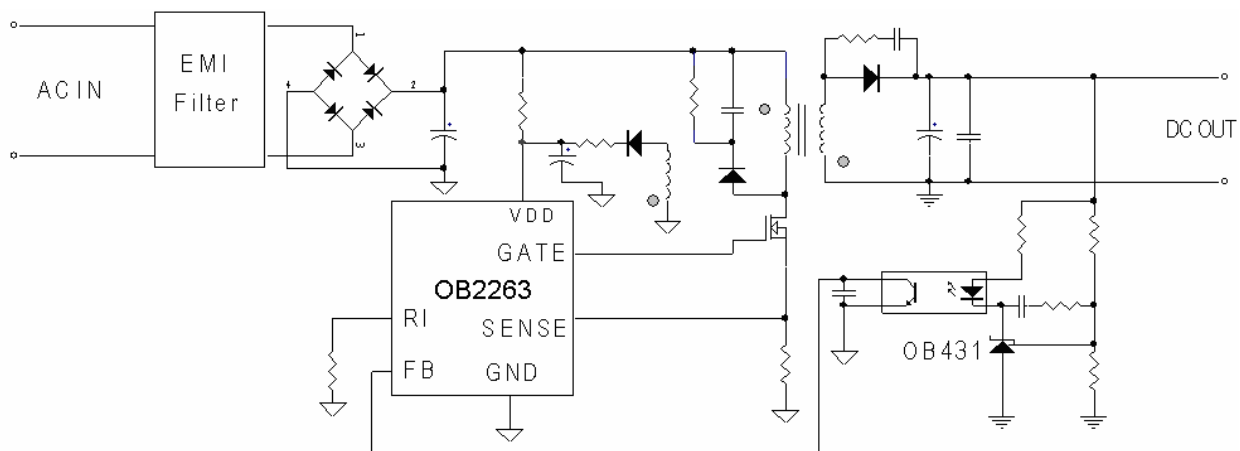 EMI
Filter
AC IN
1
4
2
3
DC OUT
VDD
GATE
OB2263
RI
SENSE
FB
GND
OB431